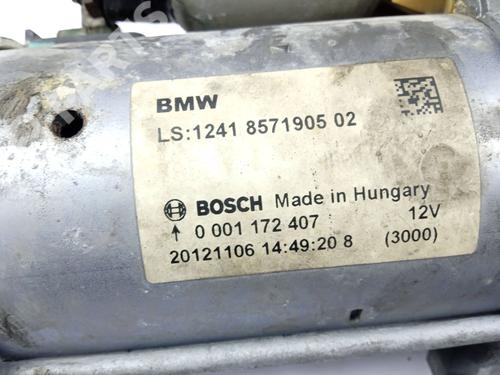 BMW
LS:1241 8571905 02
BOSCH Made in Hungary
↑ 0 001 172 407 12V
20121106 14:49:20 8 (3000)